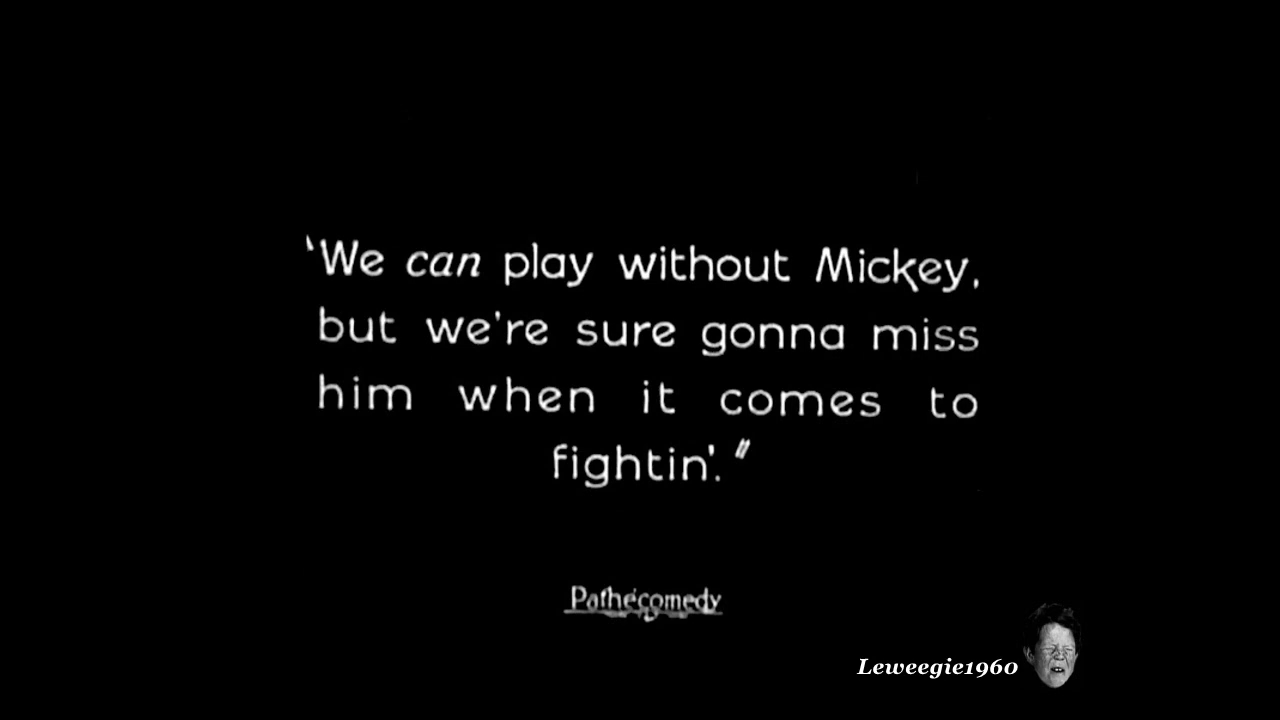 'We can play without Mickey,
but we're sure gonna miss
him when it comes to
fightin'."
Pathécomedy
Leweegie1960